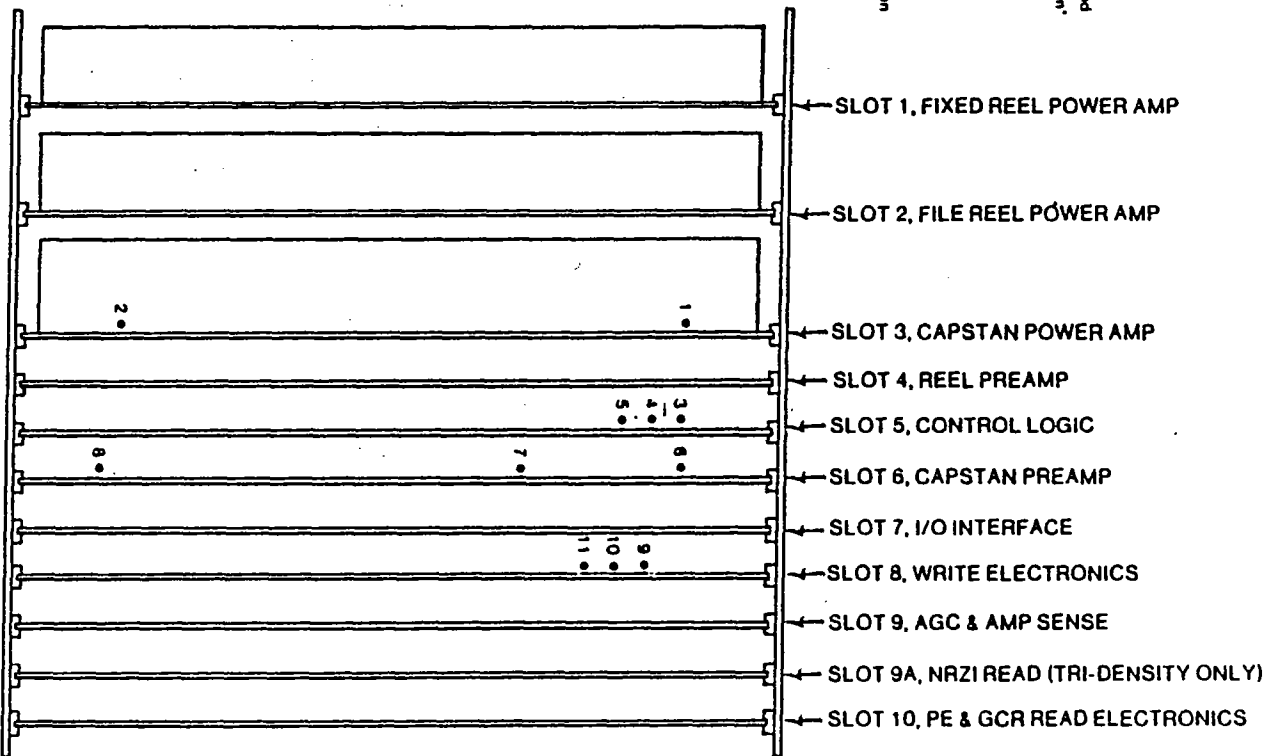 SLOT 1, FIXED REEL POWER AMP
SLOT 2, FILE REEL POWER AMP
2 1
SLOT 3, CAPSTAN POWER AMP
SLOT 4, REEL PREAMP
5 4 3
SLOT 5, CONTROL LOGIC
8 7 6
SLOT 6, CAPSTAN PREAMP
SLOT 7, I/O INTERFACE
11 10 9
SLOT 8, WRITE ELECTRONICS
SLOT 9, AGC & AMP SENSE
SLOT 9A, NRZI READ (TRI-DENSITY ONLY)
SLOT 10, PE & GCR READ ELECTRONICS